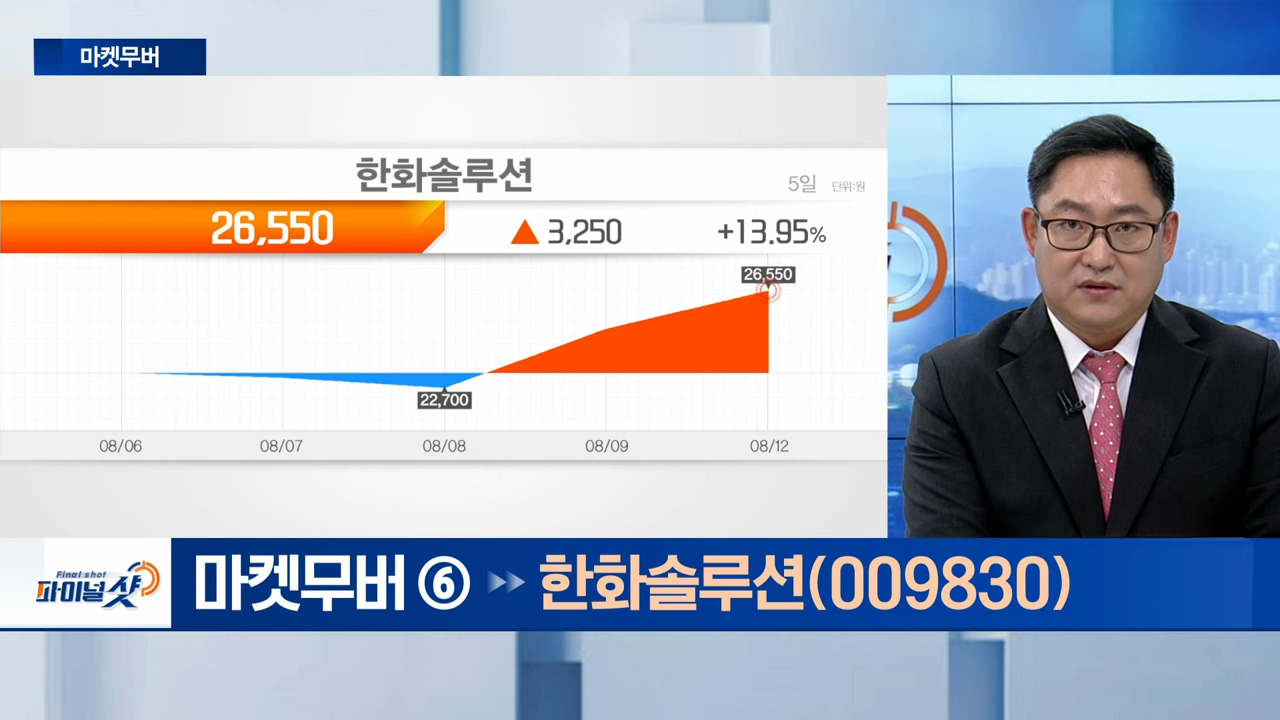 마켓무버
한화솔루션
5일 단위:원
26,550 ▲ 3,250 +13.95%
26,550
22,700
08/06 08/07 08/08 08/09 08/12
Final shot
파이널샷
마켓무버 ⑥ 한화솔루션(009830)